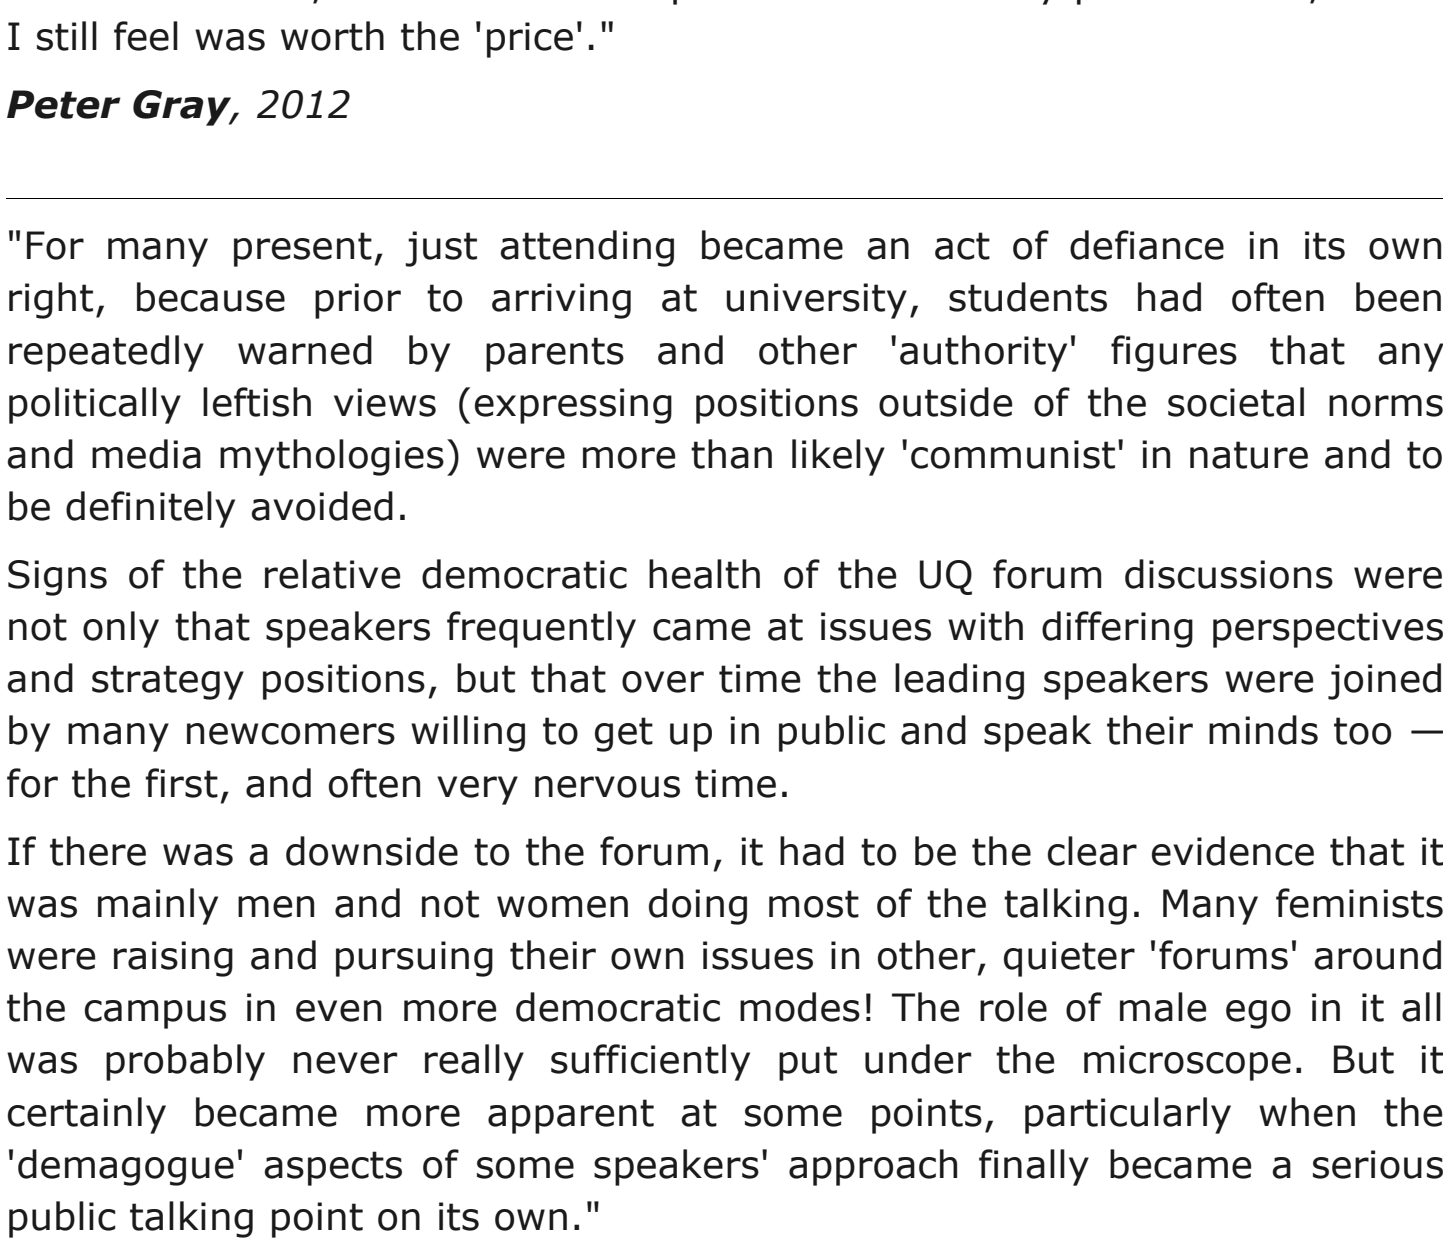 I still feel was worth the 'price'."
Peter Gray, 2012
"For many present, just attending became an act of defiance in its own
right, because prior to arriving at university, students had often been
repeatedly warned by parents and other 'authority' figures that any
politically leftish views (expressing positions outside of the societal norms
and media mythologies) were more than likely 'communist' in nature and to
be definitely avoided.
Signs of the relative democratic health of the UQ forum discussions were
not only that speakers frequently came at issues with differing perspectives
and strategy positions, but that over time the leading speakers were joined
by many newcomers willing to get up in public and speak their minds too —
for the first, and often very nervous time.
If there was a downside to the forum, it had to be the clear evidence that it
was mainly men and not women doing most of the talking. Many feminists
were raising and pursuing their own issues in other, quieter 'forums' around
the campus in even more democratic modes! The role of male ego in it all
was probably never really sufficiently put under the microscope. But it
certainly became more apparent at some points, particularly when the
'demagogue' aspects of some speakers' approach finally became a serious
public talking point on its own."